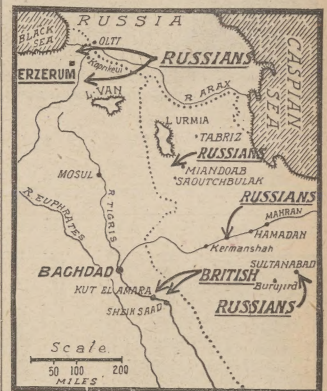 RUSSIA
BLACK
SEA
OLTI
RUSSIANS
Koprikeui
ERZERUM
CASPIAN
SEA
R. ARAX
L. VAN
L. URMIA
TABRIZ
RUSSIANS
MIANDOAB
SAOUTCHBULAK
MOSUL
RUSSIANS
R. EUPHRATES
R. TIGRIS
MAHRAN
HAMADAN
Kermanshah
SULTANABAD
BAGHDAD
BRITISH
Burujird
KUT EL AMARA
SHEIK SAAD
RUSSIANS
Scale.
50 100 200
MILES